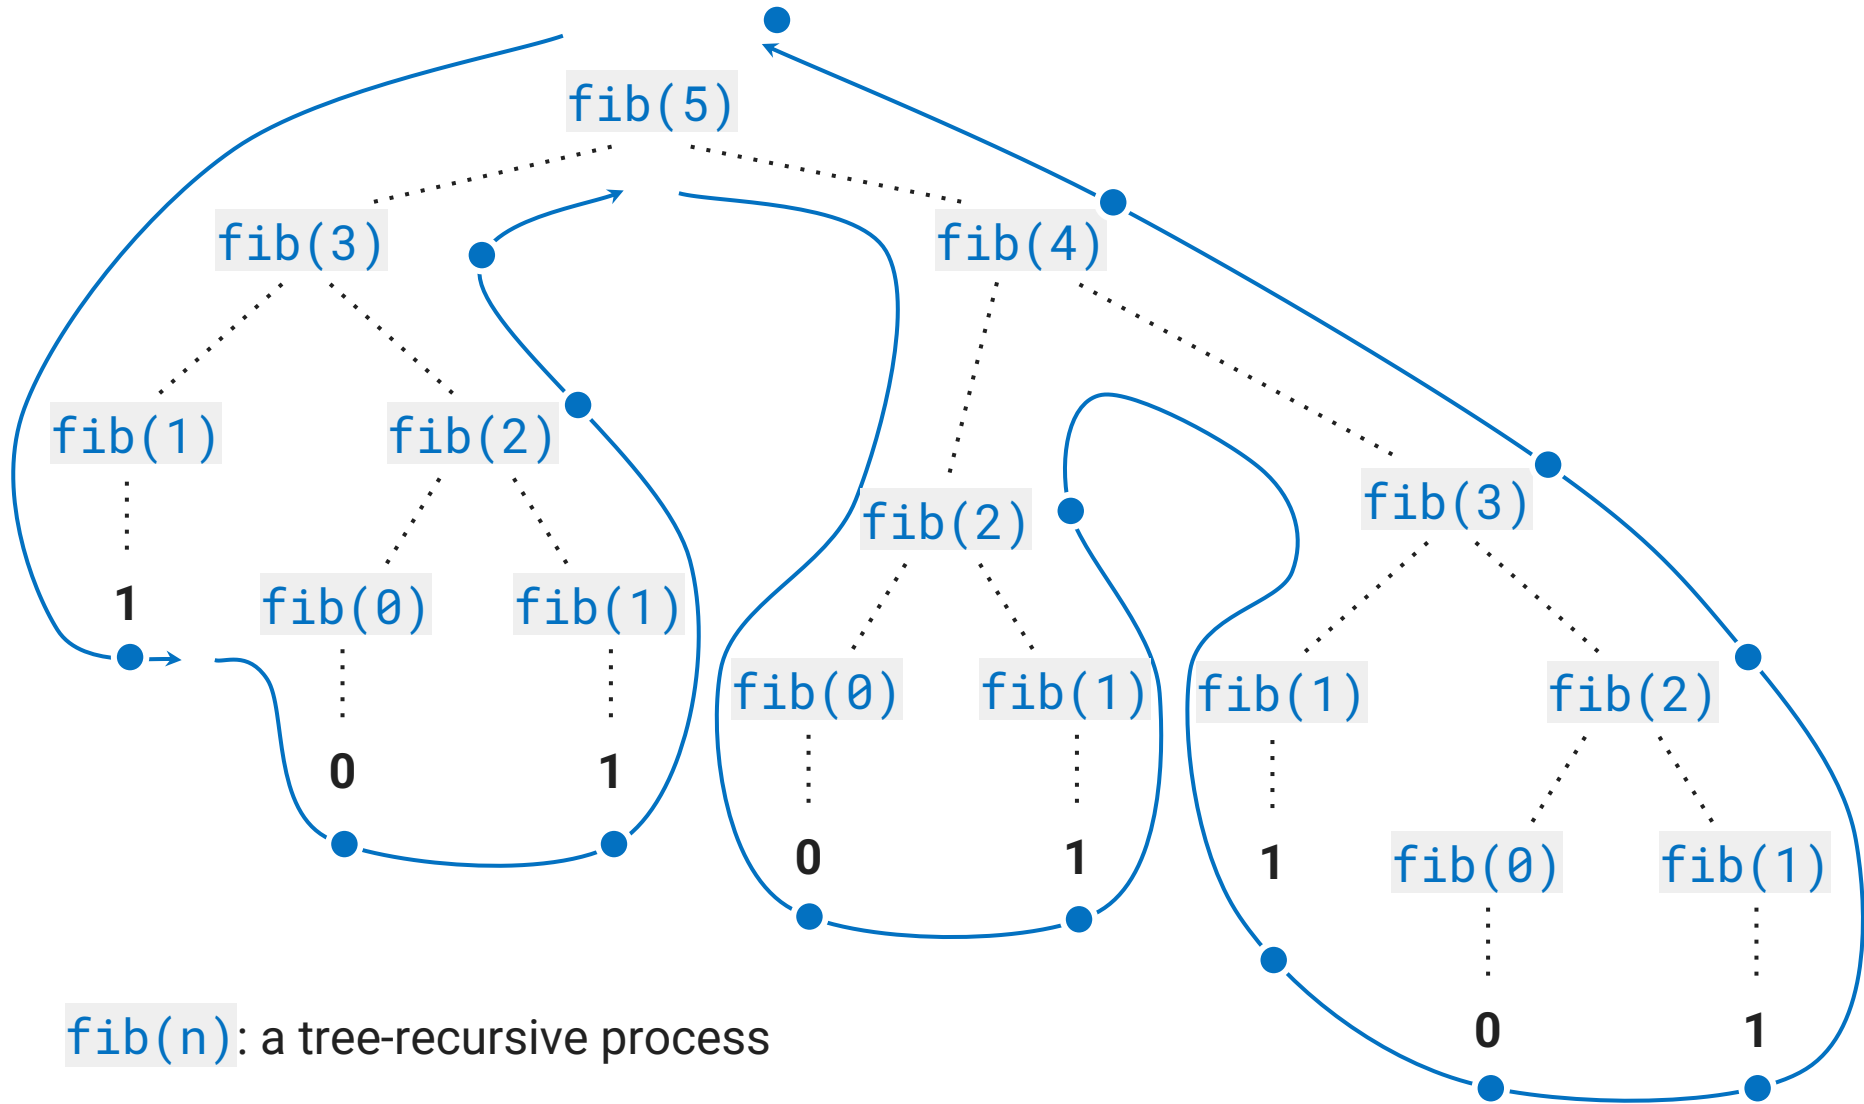 fib(5)
fib(3) fib(4)
fib(1) fib(2)
fib(2) fib(3)
1 fib(0) fib(1)
fib(0) fib(1) fib(1) fib(2)
0 1
0 1 1 fib(0) fib(1)
0 1
fib(n): a tree-recursive process